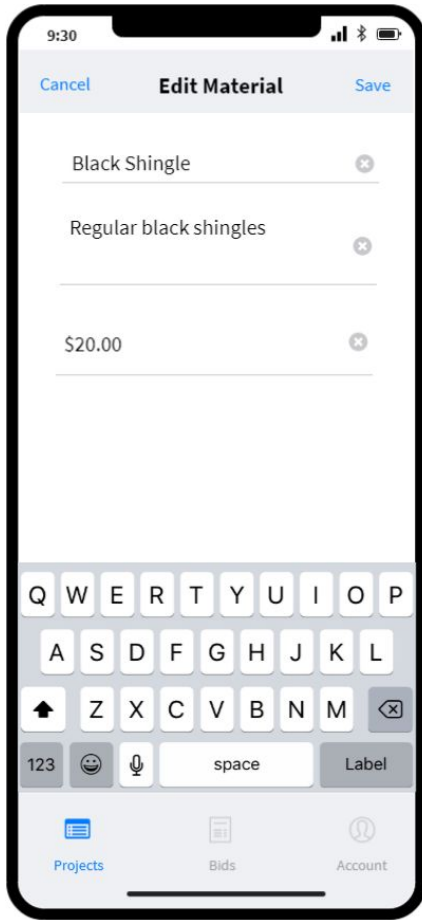 9:30
Cancel Edit Material Save
Black Shingle
Regular black shingles
$20.00
Q W E R T Y U I O P
A S D F G H J K L
Z X C V B N M
123 space Label
Projects Bids Account